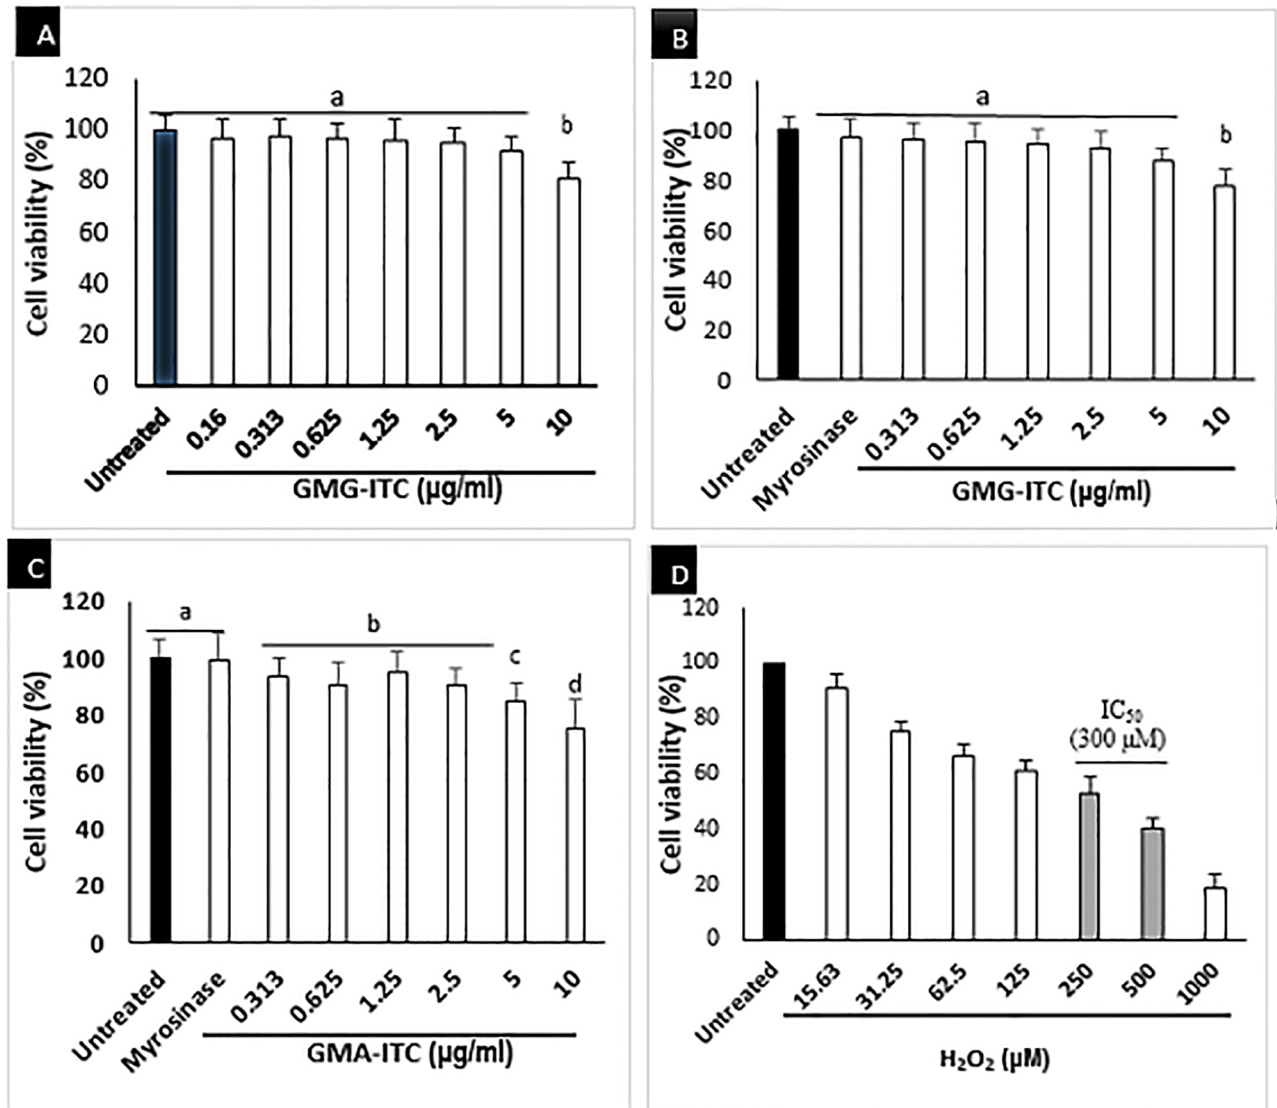 A
120
100
80
60
40
20
0
Cell viability (%)
a
b
Untreated
0.16
0.313
0.625
1.25
2.5
5
10
GMG-ITC (µg/ml)
B
120
100
80
60
40
20
0
Cell viability (%)
a
b
Untreated
Myrosinase
0.313
0.625
1.25
2.5
5
10
GMG-ITC (µg/ml)
C
120
100
80
60
40
20
0
Cell viability (%)
a
b
c
d
Untreated
Myrosinase
0.313
0.625
1.25
2.5
5
10
GMA-ITC (µg/ml)
D
120
100
80
60
40
20
0
Cell viability (%)
IC₅₀
(300 µM)
Untreated
15.63
31.25
62.5
125
250
500
1000
H₂O₂ (µM)